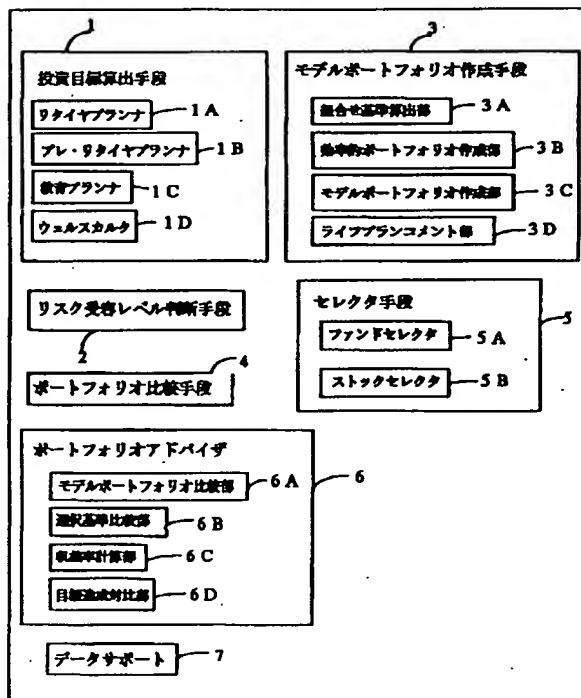 1
投資目標算出手段
リタイヤプランナ
1A
プレ・リタイヤプランナ
1B
教育プランナ
1C
ウェルスカルク
1D
3
モデルポートフォリオ作成手段
組合せ基準算出部
3A
効率的ポートフォリオ作成部
3B
モデルポートフォリオ作成部
3C
ライフプランコメント部
3D
リスク受容レベル判断手段
2
ポートフォリオ比較手段
4
セレクタ手段
5
ファンドセレクタ
5A
ストックセレクタ
5B
ポートフォリオアドバイザ
6
モデルポートフォリオ比較部
6A
選択基準比較部
6B
収益率計算部
6C
目標達成対比部
6D
データサポート
7